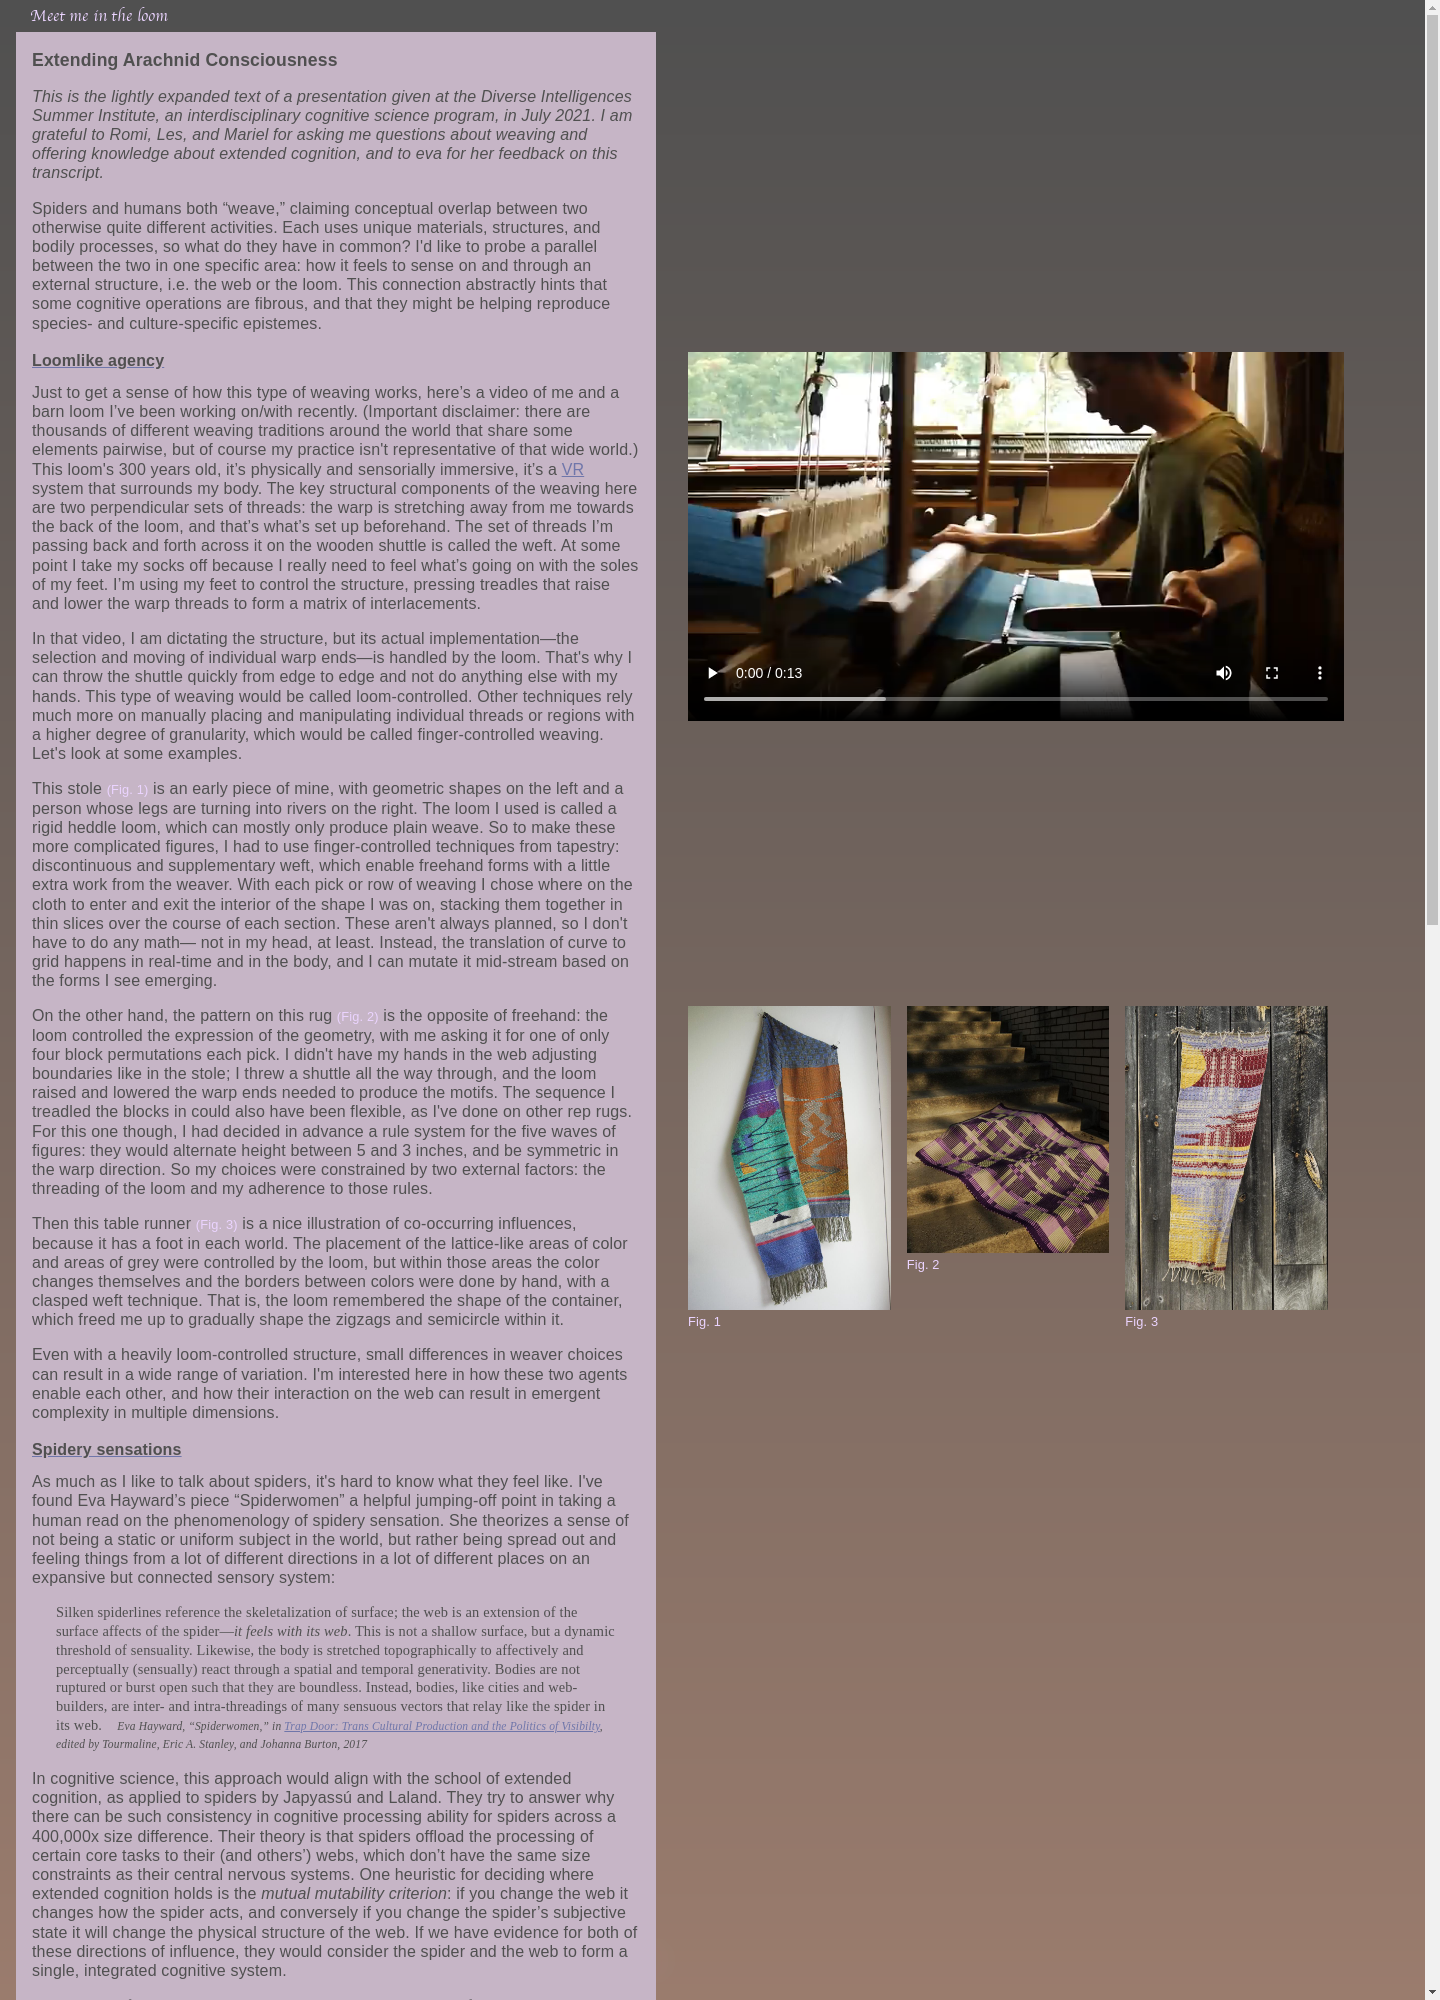 Meet me in the loom
Extending Arachnid Consciousness
This is the lightly expanded text of a presentation given at the Diverse Intelligences
Summer Institute, an interdisciplinary cognitive science program, in July 2021. I am
grateful to Romi, Les, and Mariel for asking me questions about weaving and
offering knowledge about extended cognition, and to eva for her feedback on this
transcript.
Spiders and humans both “weave,” claiming conceptual overlap between two
otherwise quite different activities. Each uses unique materials, structures, and
bodily processes, so what do they have in common? I’d like to probe a parallel
between the two in one specific area: how it feels to sense on and through an
external structure, i.e. the web or the loom. This connection abstractly hints that
some cognitive operations are fibrous, and that they might be helping reproduce
species- and culture-specific epistemes.
Loomlike agency
Just to get a sense of how this type of weaving works, here’s a video of me and a
barn loom I’ve been working on/with recently. (Important disclaimer: there are
thousands of different weaving traditions around the world that share some
elements pairwise, but of course my practice isn't representative of that wide world.)
This loom's 300 years old, it’s physically and sensorially immersive, it’s a VR
system that surrounds my body. The key structural components of the weaving here
are two perpendicular sets of threads: the warp is stretching away from me towards
the back of the loom, and that’s what’s set up beforehand. The set of threads I’m
passing back and forth across it on the wooden shuttle is called the weft. At some
point I take my socks off because I really need to feel what’s going on with the soles
of my feet. I’m using my feet to control the structure, pressing treadles that raise
and lower the warp threads to form a matrix of interlacements.
In that video, I am dictating the structure, but its actual implementation—the
selection and moving of individual warp ends—is handled by the loom. That's why I
can throw the shuttle quickly from edge to edge and not do anything else with my
hands. This type of weaving would be called loom-controlled. Other techniques rely
much more on manually placing and manipulating individual threads or regions with
a higher degree of granularity, which would be called finger-controlled weaving.
Let's look at some examples.
This stole (Fig. 1) is an early piece of mine, with geometric shapes on the left and a
person whose legs are turning into rivers on the right. The loom I used is called a
rigid heddle loom, which can mostly only produce plain weave. So to make these
more complicated figures, I had to use finger-controlled techniques from tapestry:
discontinuous and supplementary weft, which enable freehand forms with a little
extra work from the weaver. With each pick or row of weaving I chose where on the
cloth to enter and exit the interior of the shape I was on, stacking them together in
thin slices over the course of each section. These aren't always planned, so I don't
have to do any math— not in my head, at least. Instead, the translation of curve to
grid happens in real-time and in the body, and I can mutate it mid-stream based on
the forms I see emerging.
On the other hand, the pattern on this rug (Fig. 2) is the opposite of freehand: the
loom controlled the expression of the geometry, with me asking it for one of only
four block permutations each pick. I didn't have my hands in the web adjusting
boundaries like in the stole; I threw a shuttle all the way through, and the loom
raised and lowered the warp ends needed to produce the motifs. The sequence I
treadled the blocks in could also have been flexible, as I've done on other rep rugs.
For this one though, I had decided in advance a rule system for the five waves of
figures: they would alternate height between 5 and 3 inches, and be symmetric in
the warp direction. So my choices were constrained by two external factors: the
threading of the loom and my adherence to those rules.
Then this table runner (Fig. 3) is a nice illustration of co-occurring influences,
because it has a foot in each world. The placement of the lattice-like areas of color
and areas of grey were controlled by the loom, but within those areas the color
changes themselves and the borders between colors were done by hand, with a
clasped weft technique. That is, the loom remembered the shape of the container,
which freed me up to gradually shape the zigzags and semicircle within it.
Even with a heavily loom-controlled structure, small differences in weaver choices
can result in a wide range of variation. I'm interested here in how these two agents
enable each other, and how their interaction on the web can result in emergent
complexity in multiple dimensions.
Spidery sensations
As much as I like to talk about spiders, it's hard to know what they feel like. I've
found Eva Hayward’s piece “Spiderwomen” a helpful jumping-off point in taking a
human read on the phenomenology of spidery sensation. She theorizes a sense of
not being a static or uniform subject in the world, but rather being spread out and
feeling things from a lot of different directions in a lot of different places on an
expansive but connected sensory system:
Silken spiderlines reference the skeletalization of surface; the web is an extension of the
surface affects of the spider—it feels with its web. This is not a shallow surface, but a dynamic
threshold of sensuality. Likewise, the body is stretched topographically to affectively and
perceptually (sensually) react through a spatial and temporal generativity. Bodies are not
ruptured or burst open such that they are boundless. Instead, bodies, like cities and web-
builders, are inter- and intra-threadings of many sensuous vectors that relay like the spider in
its web. Eva Hayward, “Spiderwomen,” in Trap Door: Trans Cultural Production and the Politics of Visibilty,
edited by Tourmaline, Eric A. Stanley, and Johanna Burton, 2017
In cognitive science, this approach would align with the school of extended
cognition, as applied to spiders by Japyassú and Laland. They try to answer why
there can be such consistency in cognitive processing ability for spiders across a
400,000x size difference. Their theory is that spiders offload the processing of
certain core tasks to their (and others’) webs, which don’t have the same size
constraints as their central nervous systems. One heuristic for deciding where
extended cognition holds is the mutual mutability criterion: if you change the web it
changes how the spider acts, and conversely if you change the spider’s subjective
state it will change the physical structure of the web. If we have evidence for both of
these directions of influence, they would consider the spider and the web to form a
single, integrated cognitive system.
0:00 / 0:13
Fig. 1
Fig. 2
Fig. 3